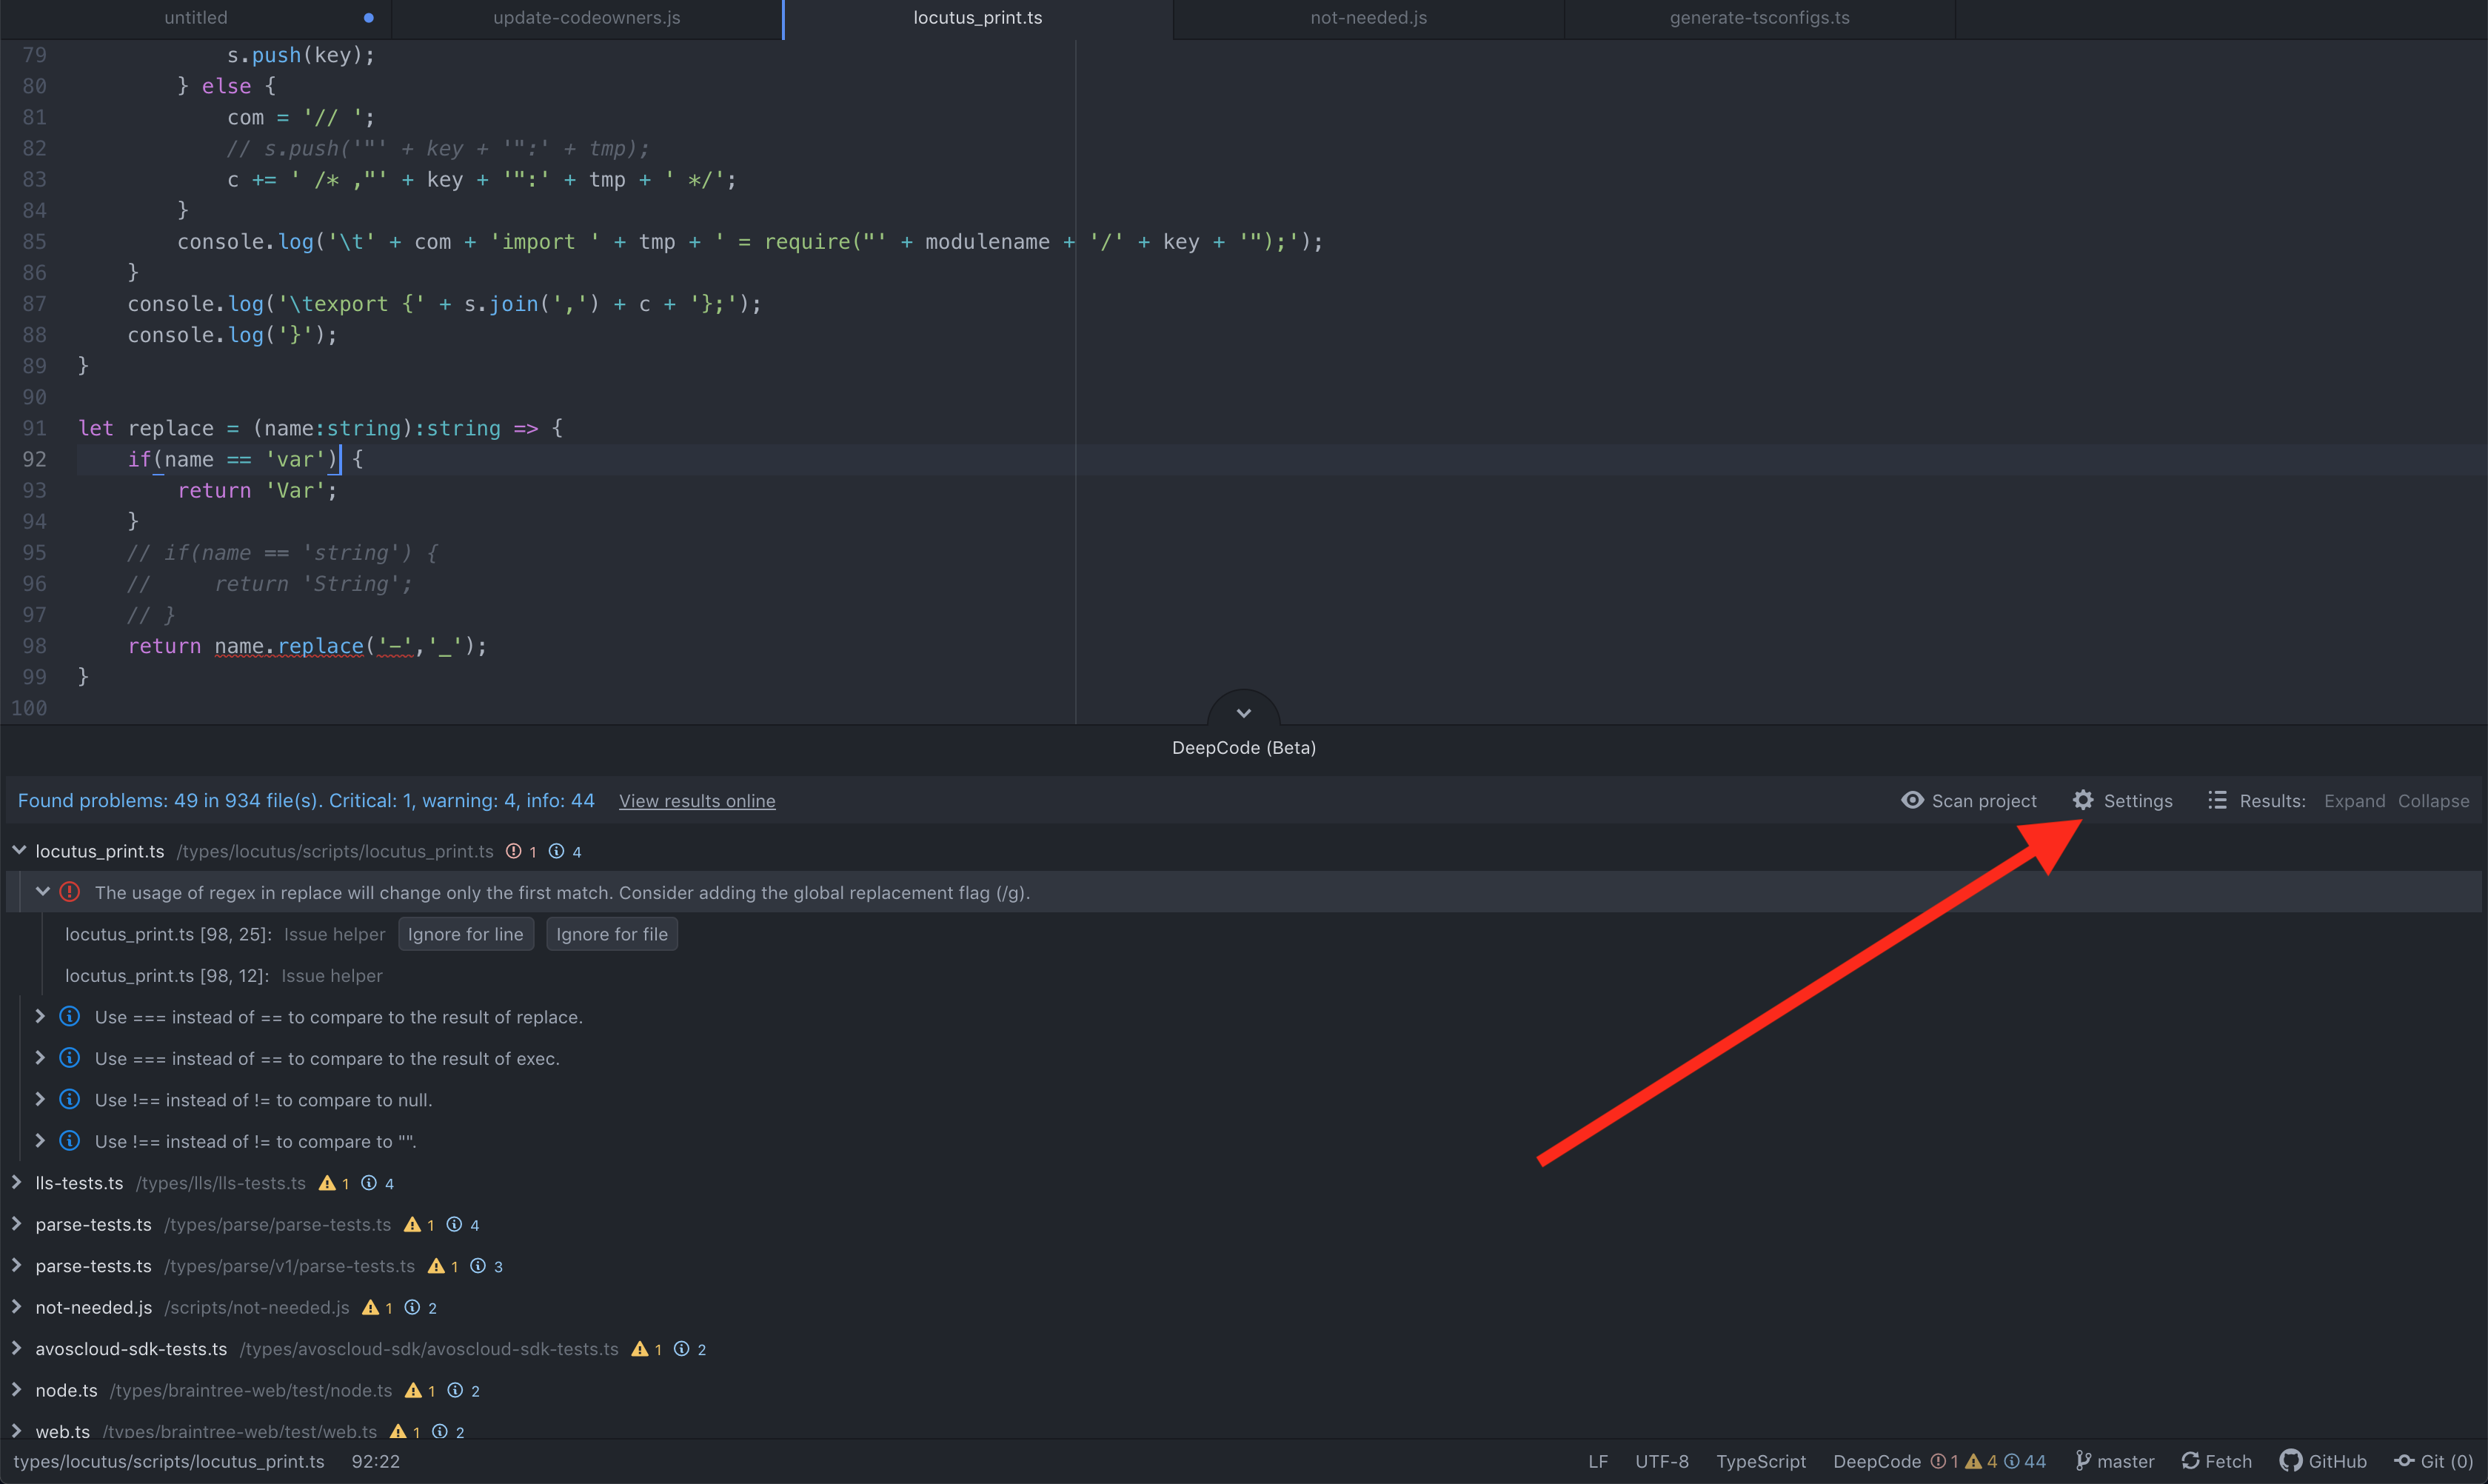 untitled update-codeowners.js locutus_print.ts not-needed.js generate-tsconfigs.ts
79 s.push(key);
80 } else {
81 com = '// ';
82 // s.push('"' + key + '":' + tmp);
83 c += ' /* ,"' + key + '":' + tmp + ' */';
84 }
85 console.log('\t' + com + 'import ' + tmp + ' = require("' + modulename + '/' + key + '");');
86 }
87 console.log('\texport {' + s.join(',') + c + '};');
88 console.log('}');
89 }
90
91 let replace = (name:string):string => {
92 if(name == 'var') {
93 return 'Var';
94 }
95 // if(name == 'string') {
96 // return 'String';
97 // }
98 return name.replace('-','_');
99 }
100
DeepCode (Beta)
Found problems: 49 in 934 file(s). Critical: 1, warning: 4, info: 44 View results online Scan project Settings Results: Expand Collapse
locutus_print.ts /types/locutus/scripts/locutus_print.ts 1 4
The usage of regex in replace will change only the first match. Consider adding the global replacement flag (/g).
locutus_print.ts [98, 25]: Issue helper Ignore for line Ignore for file
locutus_print.ts [98, 12]: Issue helper
Use === instead of == to compare to the result of replace.
Use === instead of == to compare to the result of exec.
Use !== instead of != to compare to null.
Use !== instead of != to compare to "".
lls-tests.ts /types/lls/lls-tests.ts 1 4
parse-tests.ts /types/parse/parse-tests.ts 1 4
parse-tests.ts /types/parse/v1/parse-tests.ts 1 3
not-needed.js /scripts/not-needed.js 1 2
avoscloud-sdk-tests.ts /types/avoscloud-sdk/avoscloud-sdk-tests.ts 1 2
node.ts /types/braintree-web/test/node.ts 1 2
web.ts /types/braintree-web/test/web.ts 1 2
types/locutus/scripts/locutus_print.ts 92:22 LF UTF-8 TypeScript DeepCode 1 4 44 master Fetch GitHub Git (0)